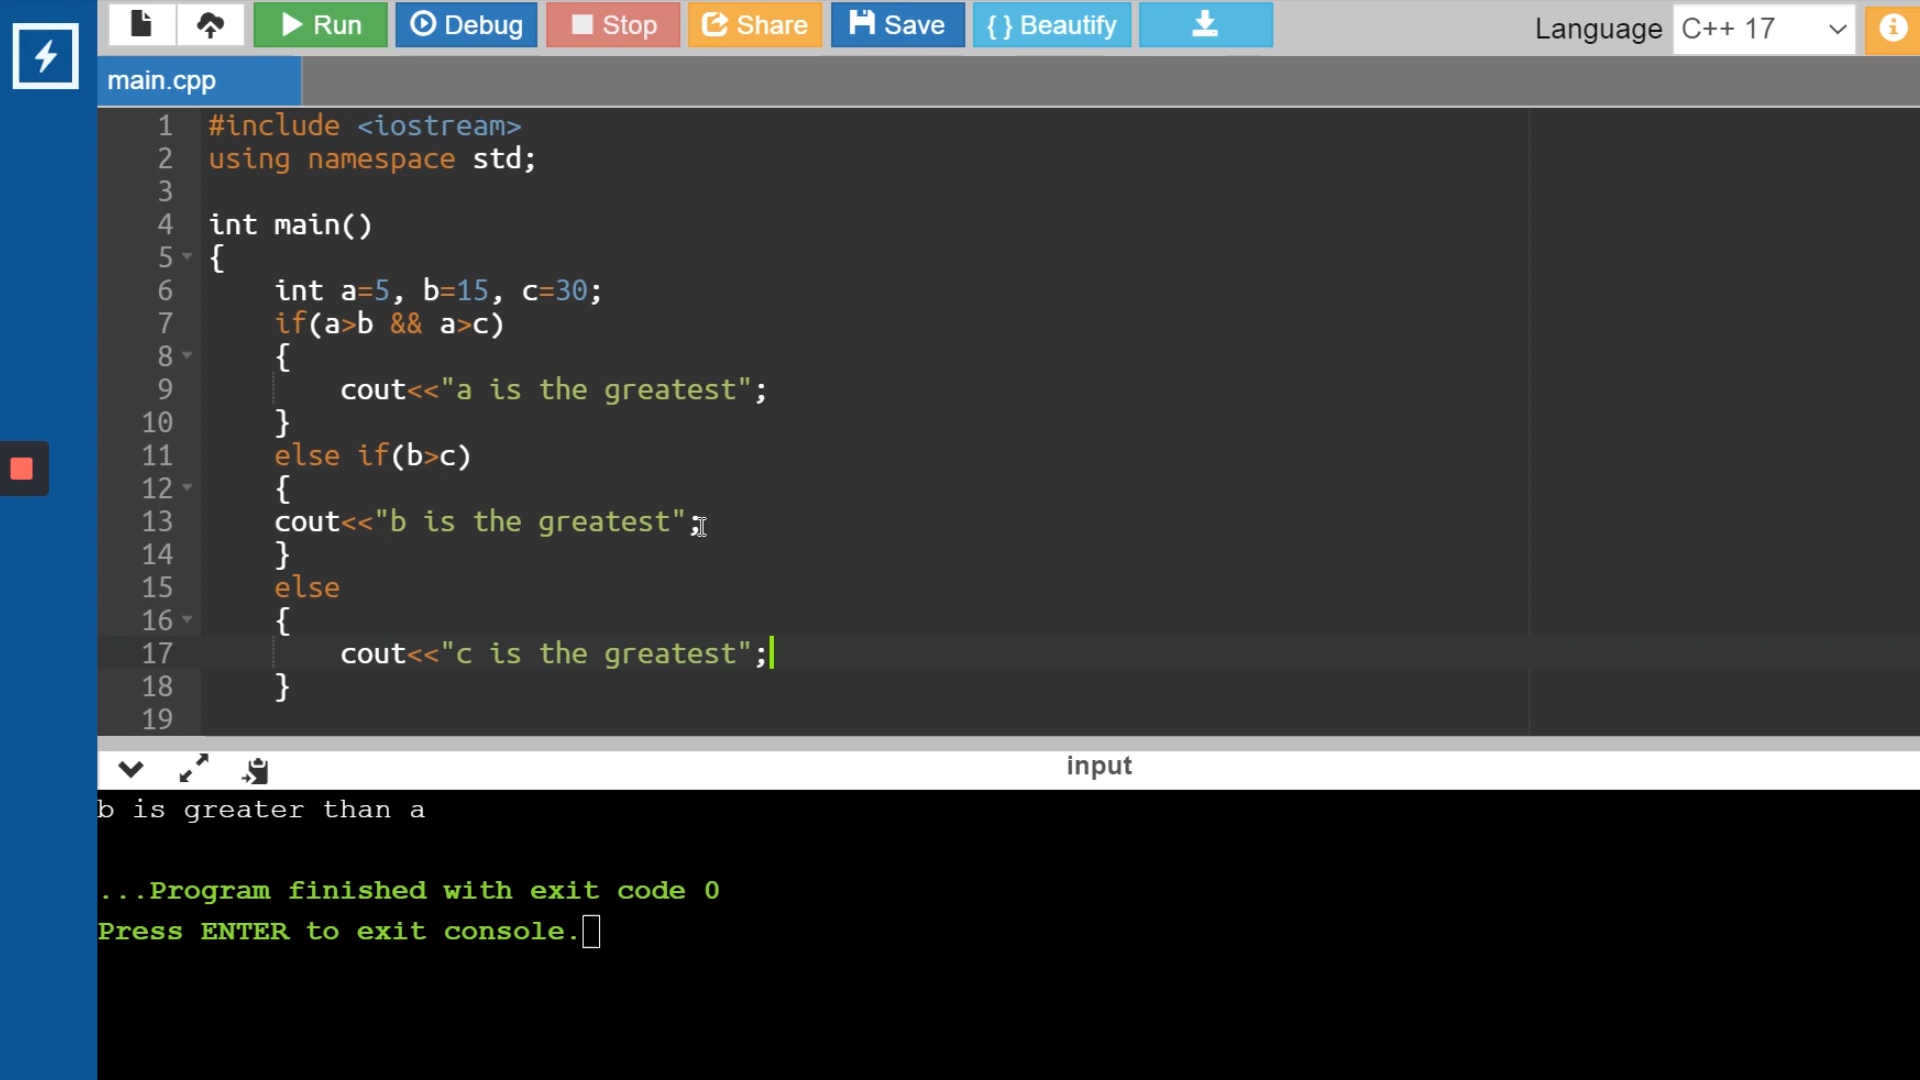 Run Debug Stop Share Save { } Beautify Language C++ 17
main.cpp
1 #include <iostream>
2 using namespace std;
3
4 int main()
5 {
6 int a=5, b=15, c=30;
7 if(a>b && a>c)
8 {
9 cout<<"a is the greatest";
10 }
11 else if(b>c)
12 {
13 cout<<"b is the greatest";
14 }
15 else
16 {
17 cout<<"c is the greatest";
18 }
19
input
b is greater than a
...Program finished with exit code 0
Press ENTER to exit console.